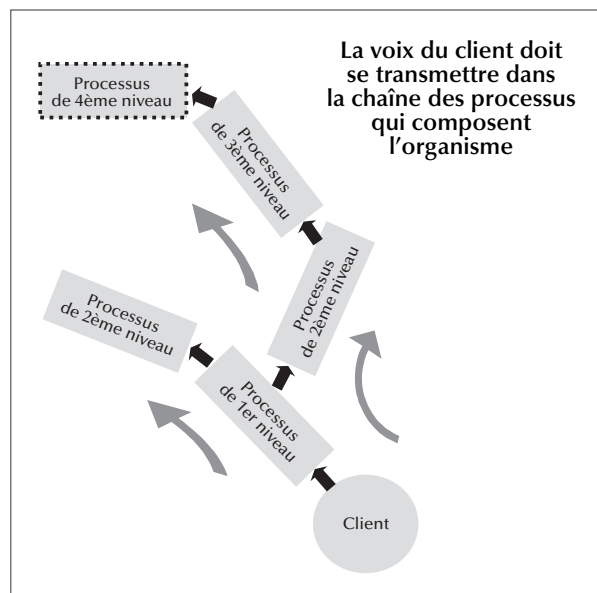 La voix du client doit
se transmettre dans
la chaîne des processus
qui composent
l'organisme
Processus
de 4ème niveau
Processus
de 3ème niveau
Processus
de 2ème niveau
Processus
de 2ème niveau
Processus
de 1er niveau
Client